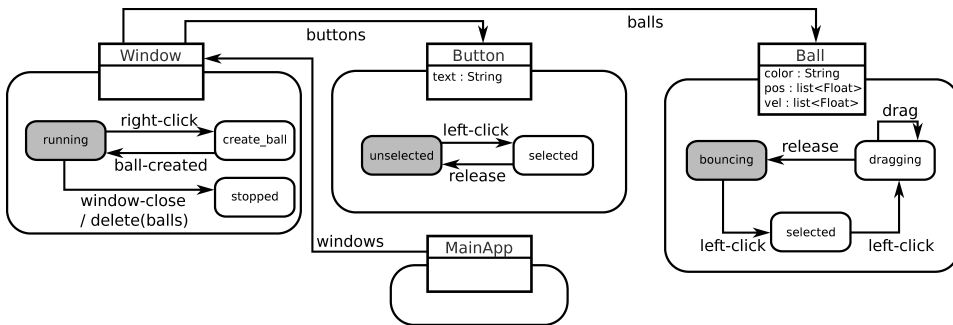 balls
buttons
Window
Button
text : String
Ball
color : String
pos : list<Float>
vel : list<Float>
running
right-click
create_ball
ball-created
stopped
window-close
/ delete(balls)
unselected
left-click
selected
release
drag
bouncing
release
dragging
left-click
selected
left-click
windows
MainApp